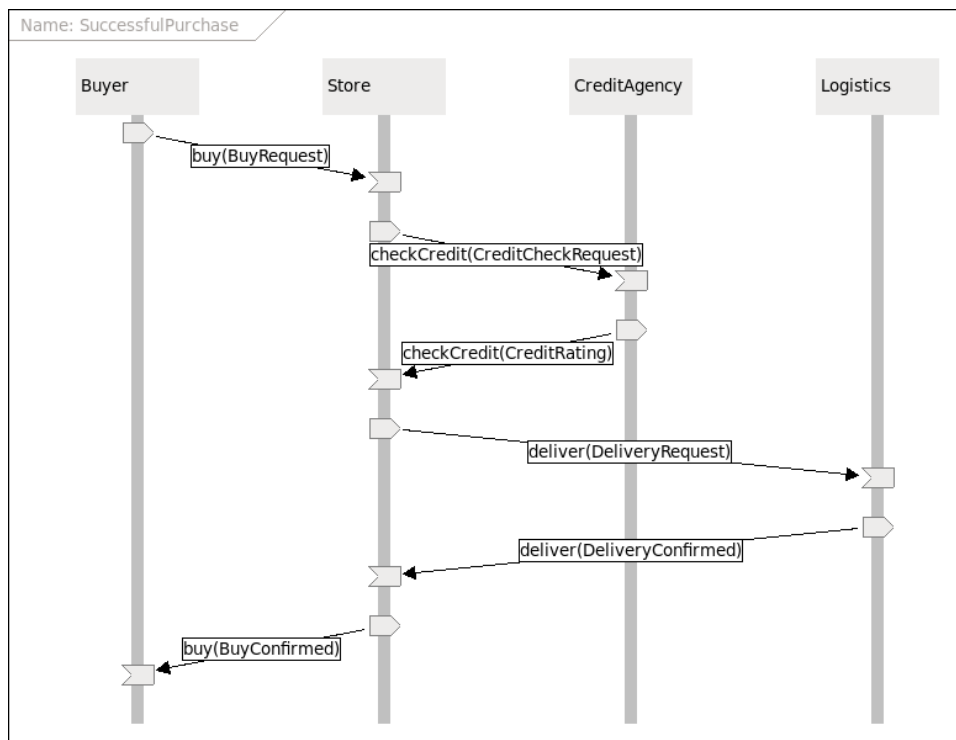 Name: SuccessfulPurchase
Buyer
Store
CreditAgency
Logistics
buy(BuyRequest)
checkCredit(CreditCheckRequest)
checkCredit(CreditRating)
deliver(DeliveryRequest)
deliver(DeliveryConfirmed)
buy(BuyConfirmed)